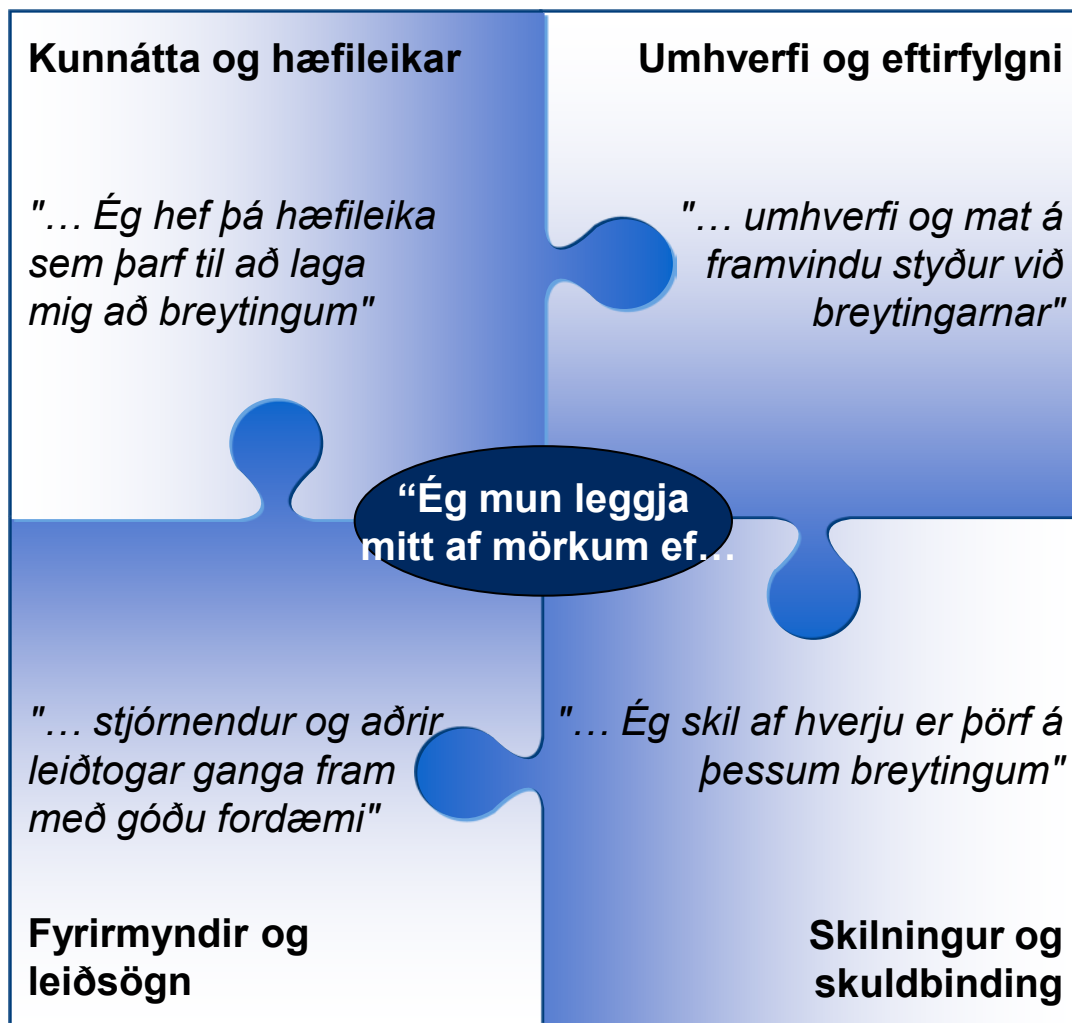 Kunnátta og hæfileikar
"… Ég hef þá hæfileika
sem þarf til að laga
mig að breytingum"
Umhverfi og eftirfylgni
"… umhverfi og mat á
framvindu styður við
breytingarnar"
“Ég mun leggja
mitt af mörkum ef…
"… stjórnendur og aðrir
leiðtogar ganga fram
með góðu fordæmi"
Fyrirmyndir og
leiðsögn
"… Ég skil af hverju er þörf á
þessum breytingum"
Skilningur og
skuldbinding